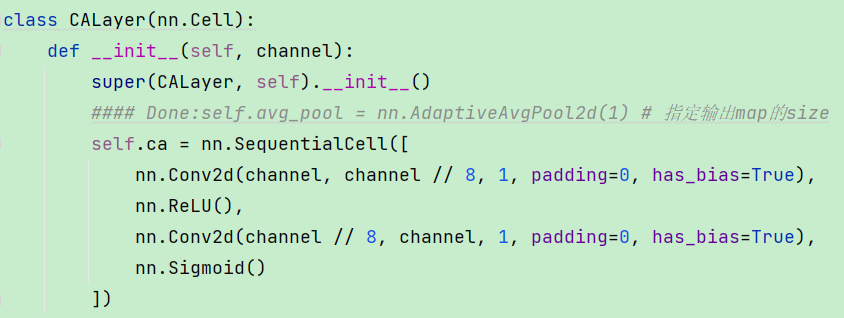 class CALayer(nn.Cell):
    def __init__(self, channel):
        super(CALayer, self).__init__()
        #### Done:self.avg_pool = nn.AdaptiveAvgPool2d(1) # 指定输出map的size
        self.ca = nn.SequentialCell([
            nn.Conv2d(channel, channel // 8, 1, padding=0, has_bias=True),
            nn.ReLU(),
            nn.Conv2d(channel // 8, channel, 1, padding=0, has_bias=True),
            nn.Sigmoid()
        ])